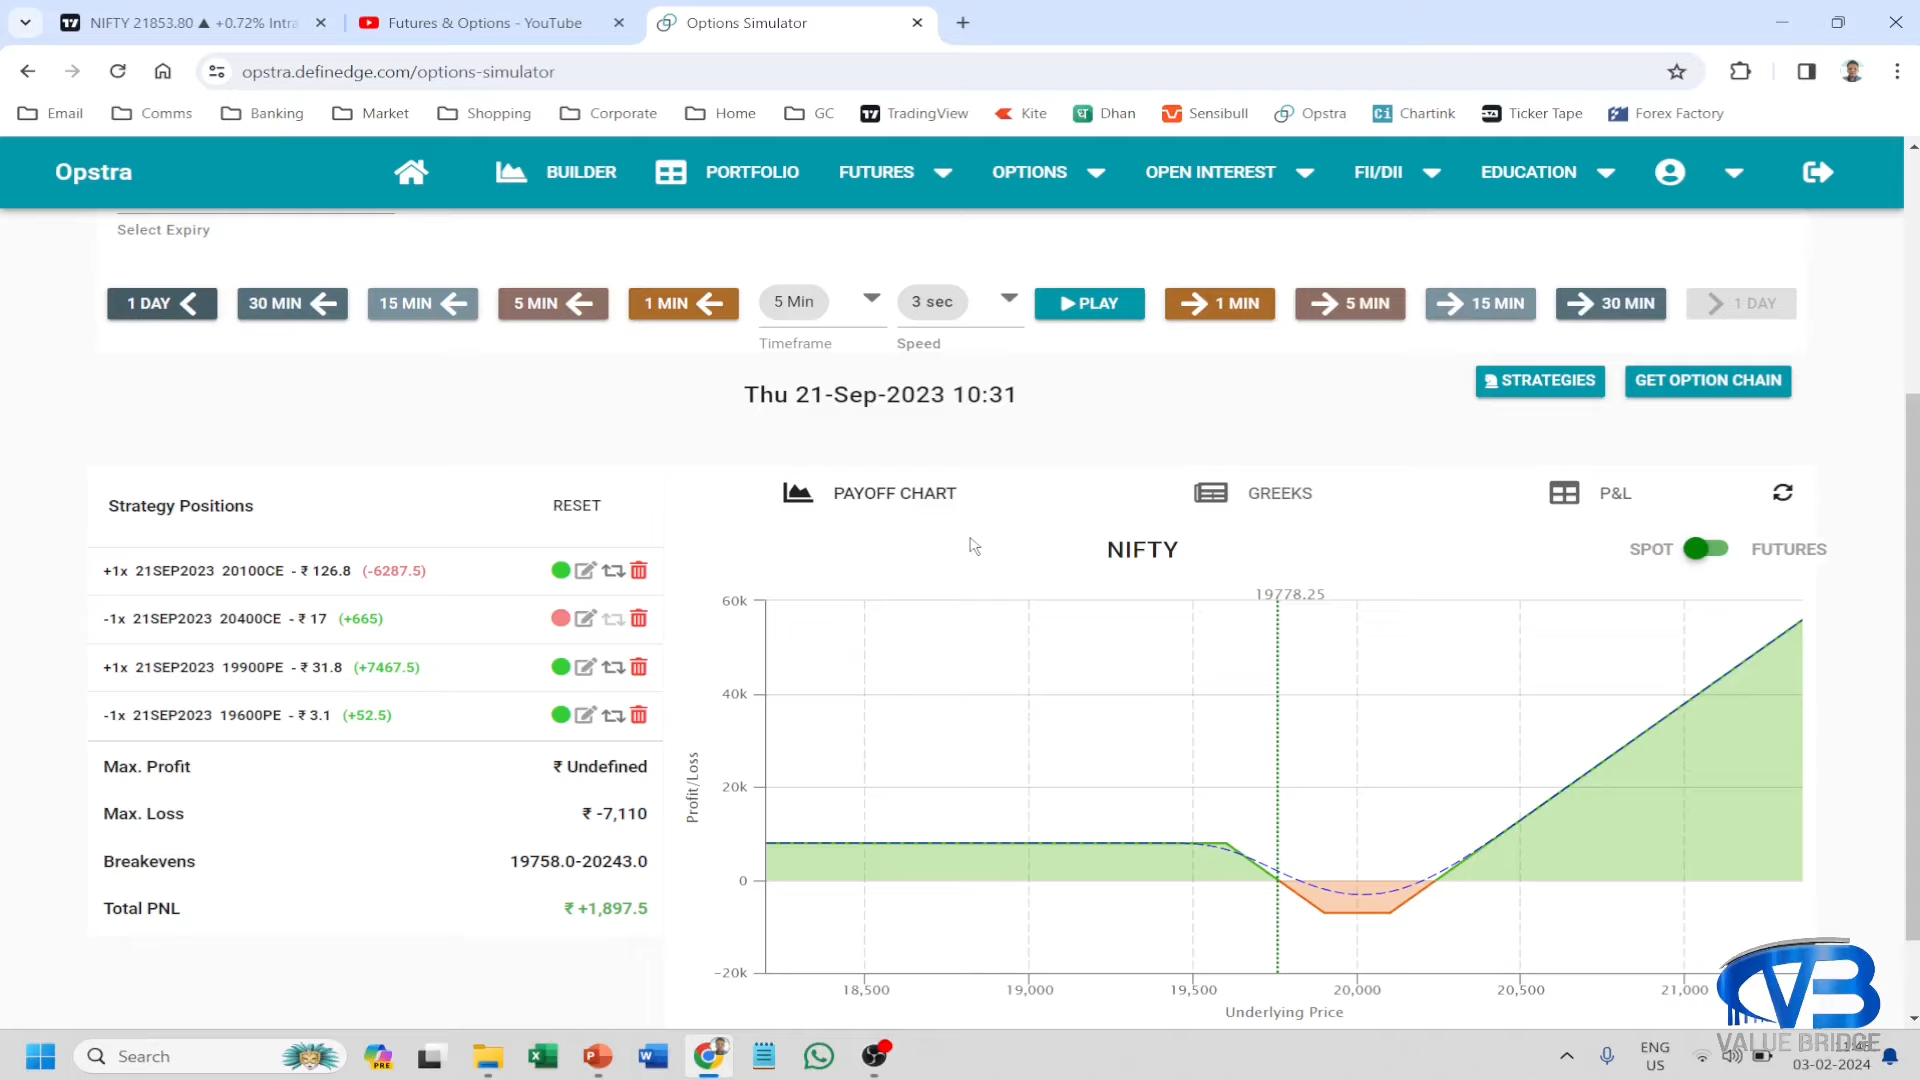 NIFTY 21853.80 ▲ +0.72% Intra
Futures & Options - YouTube
Options Simulator
opstra.definedge.com/options-simulator
Email Comms Banking Market Shopping Corporate Home GC TradingView Kite Dhan Sensibull Opstra Chartink Ticker Tape Forex Factory
Opstra BUILDER PORTFOLIO FUTURES OPTIONS OPEN INTEREST FII/DII EDUCATION
Select Expiry
1 DAY 30 MIN 15 MIN 5 MIN 1 MIN 5 Min 3 sec PLAY 1 MIN 5 MIN 15 MIN 30 MIN 1 DAY
Timeframe Speed
Thu 21-Sep-2023 10:31
STRATEGIES GET OPTION CHAIN
Strategy Positions RESET
PAYOFF CHART GREEKS P&L
NIFTY
SPOT FUTURES
+1x 21SEP2023 20100CE - ₹ 126.8 (-6287.5)
-1x 21SEP2023 20400CE - ₹ 17 (+665)
+1x 21SEP2023 19900PE - ₹ 31.8 (+7467.5)
-1x 21SEP2023 19600PE - ₹ 3.1 (+52.5)
Max. Profit ₹ Undefined
Max. Loss ₹ -7,110
Breakevens 19758.0-20243.0
Total PNL ₹ +1,897.5
19778.25
60k
40k
20k
0
-20k
Profit/Loss
18,500 19,000 19,500 20,000 20,500 21,000
Underlying Price
VB
VALUE BRIDGE
Search
PRE
ENG
US
03-02-2024